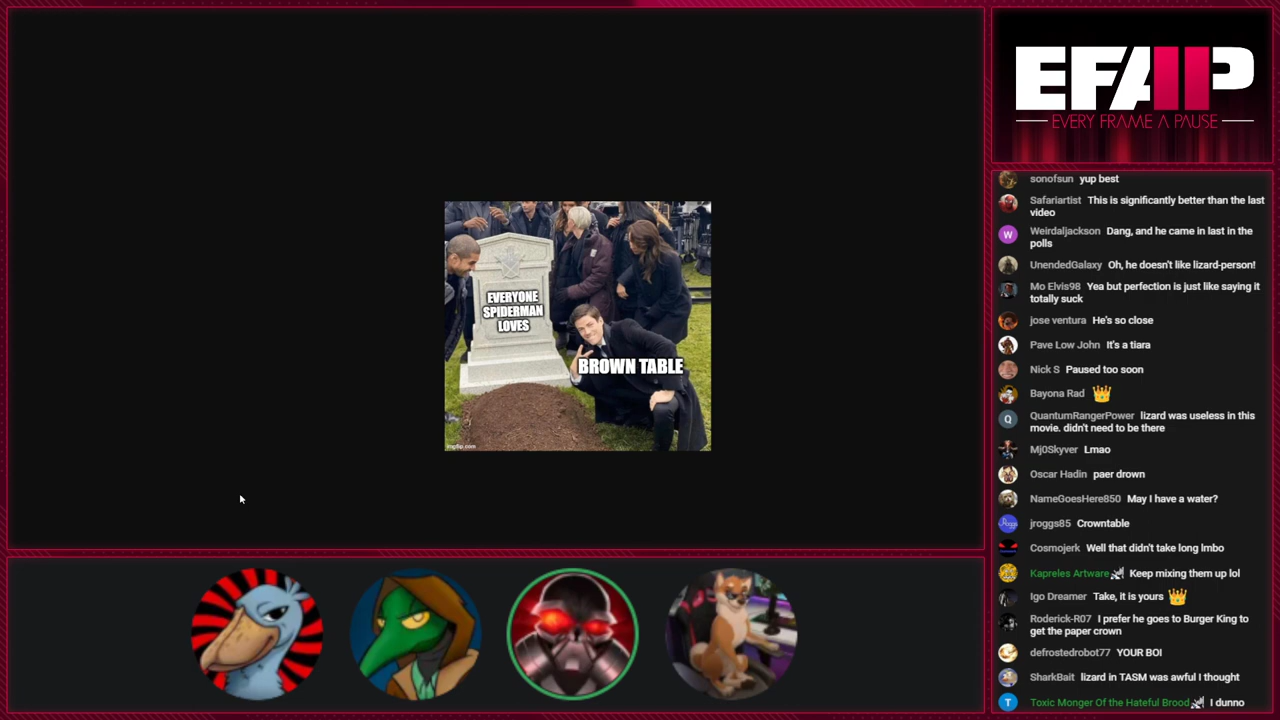 EVERYONE
SPIDERMAN
LOVES
BROWN TABLE
imgflip.com
EFAP
EVERY FRAME A PAUSE
sonofsun yup best
Safariartist This is significantly better than the last
video
W
Weirdaljackson Dang, and he came in last in the
polls
UnendedGalaxy Oh, he doesn't like lizard-person!
Mo Elvis98 Yea but perfection is just like saying it
totally suck
jose ventura He's so close
Pave Low John It's a tiara
Nick S Paused too soon
Bayona Rad 👑
Q
QuantumRangerPower lizard was useless in this
movie. didn't need to be there
Mj0Skyver Lmao
Oscar Hadin paer drown
NameGoesHere850 May I have a water?
jroggs85 Crowntable
Cosmojerk Well that didn't take long lmbo
Kapreles Artware Keep mixing them up lol
Igo Dreamer Take, it is yours 👑
Roderick-R07 I prefer he goes to Burger King to
get the paper crown
defrostedrobot77 YOUR BOI
SharkBait lizard in TASM was awful I thought
T
Toxic Monger Of the Hateful Brood I dunno